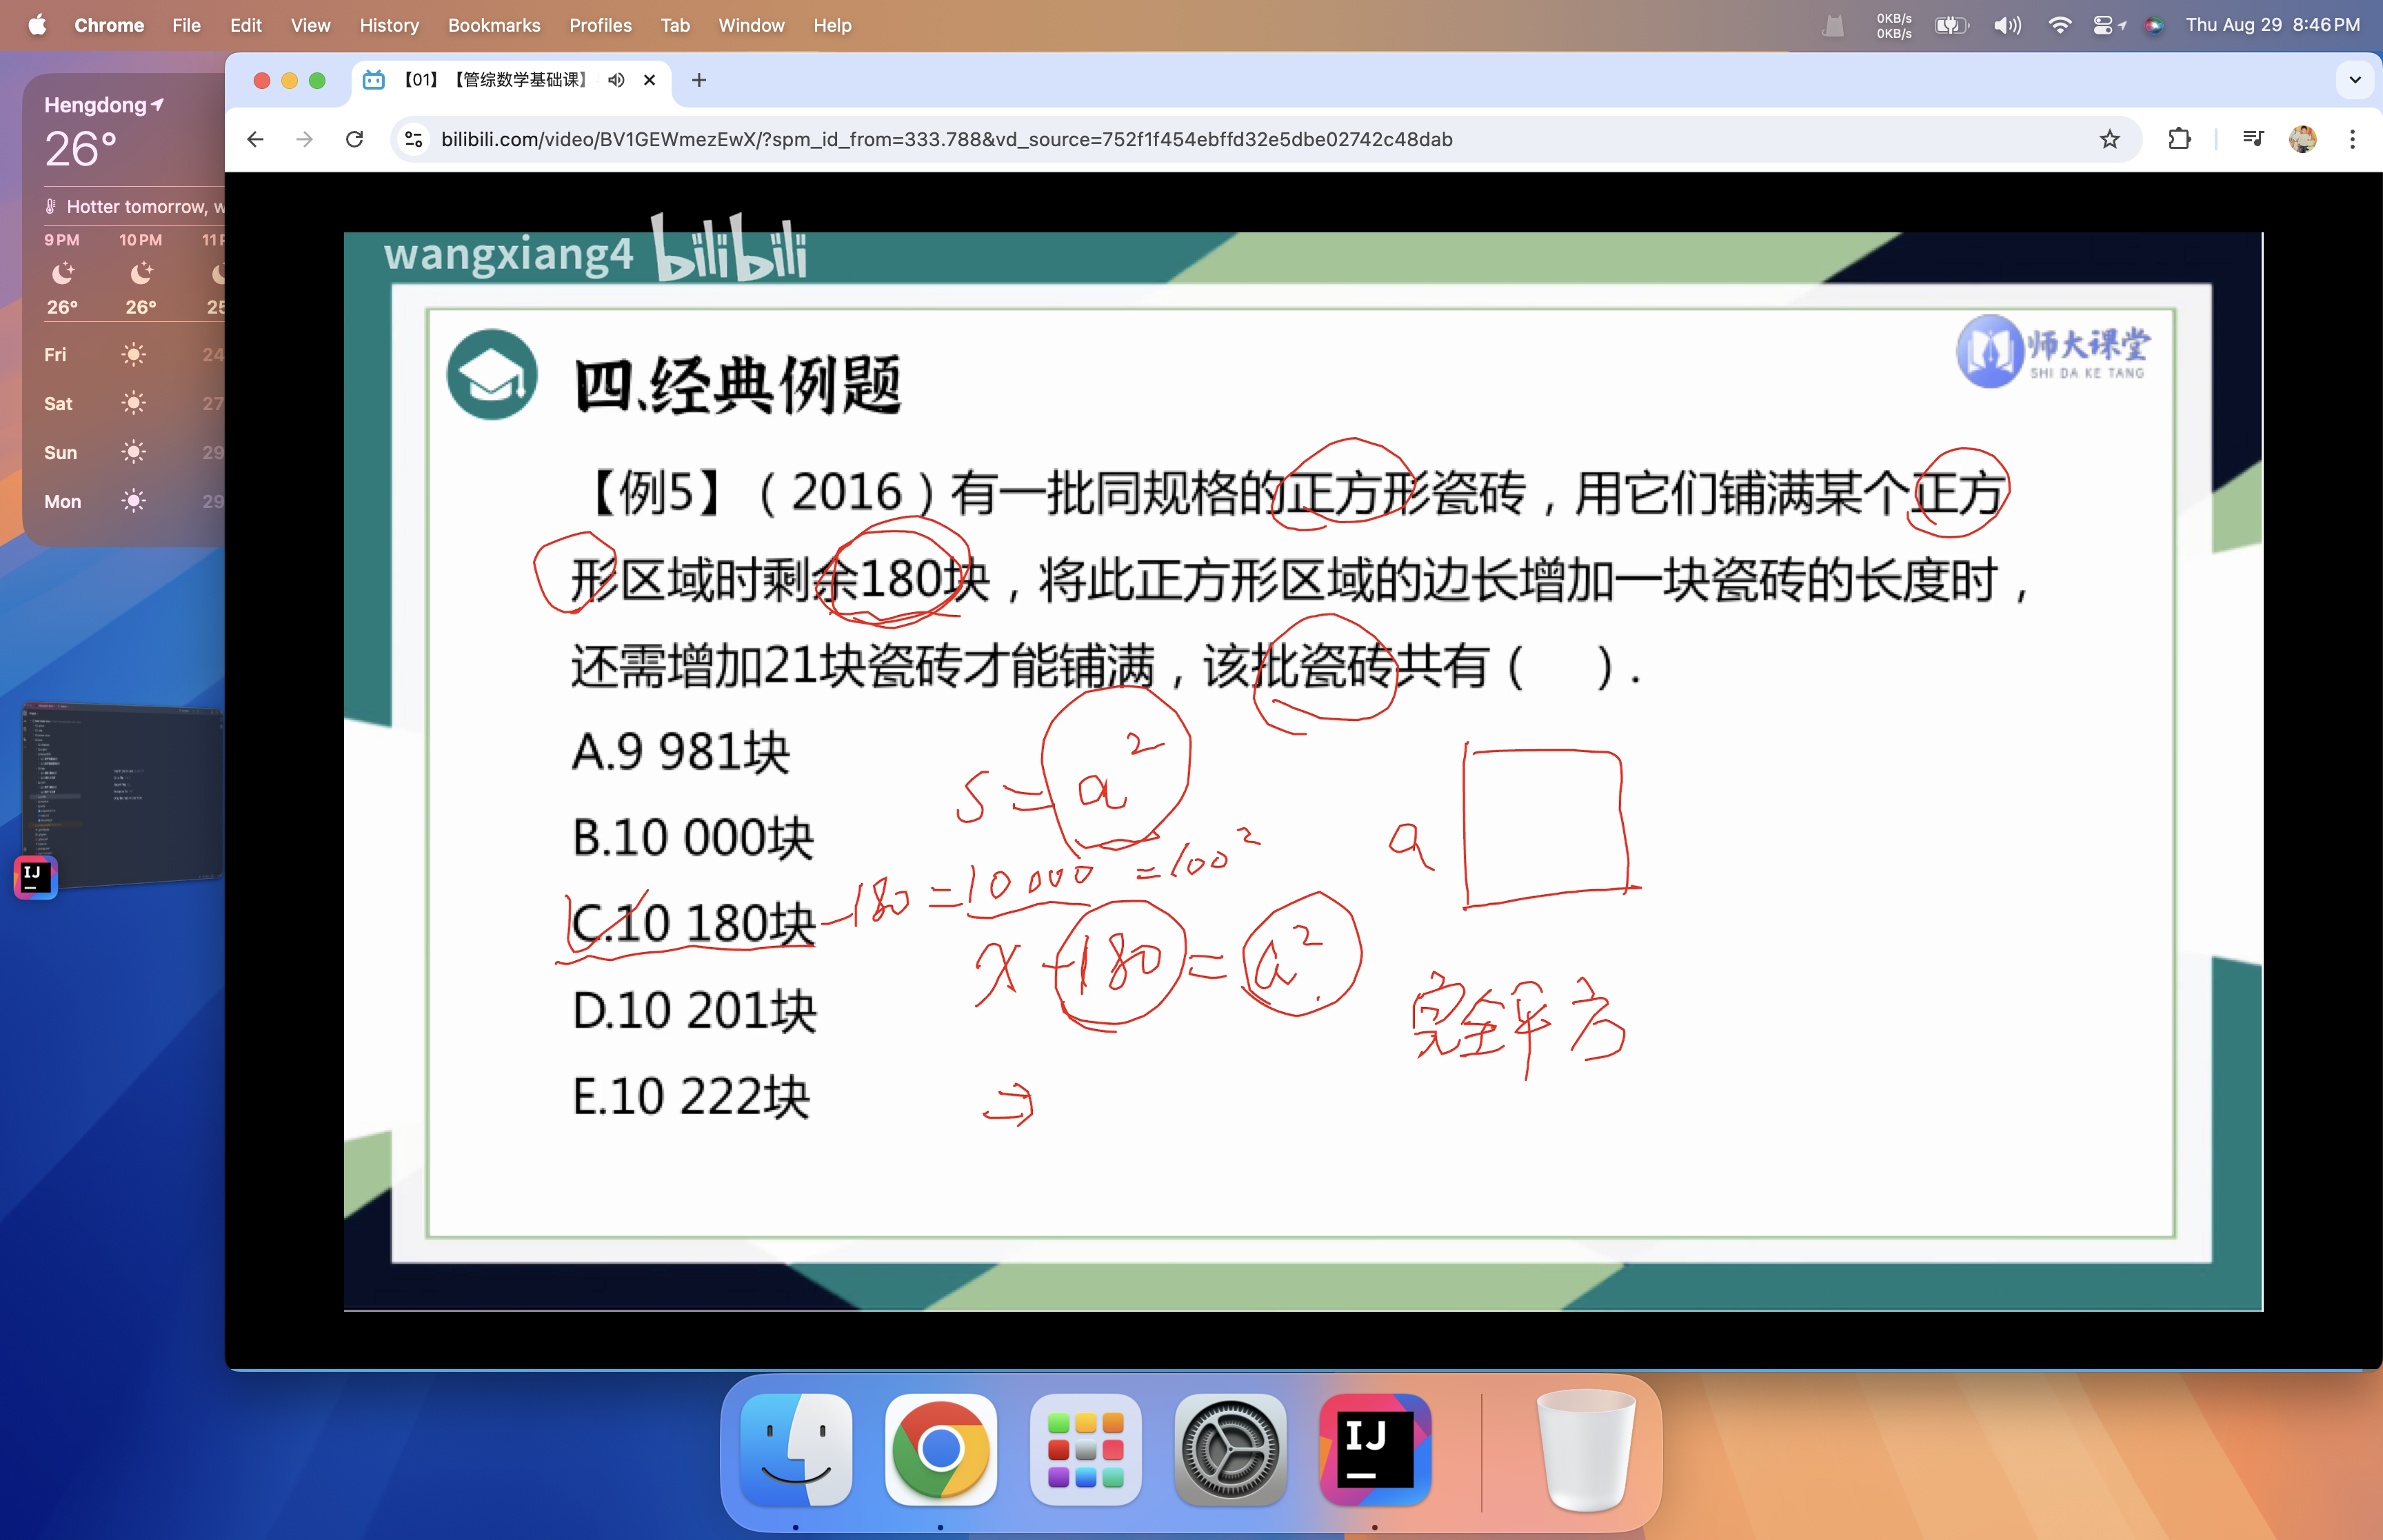 Chrome File Edit View History Bookmarks Profiles Tab Window Help
0KB/s
0KB/s
Thu Aug 29 8:46 PM
Hengdong
26°
Hotter tomorrow, w
9 PM 10 PM
26° 26°
Fri 24
Sat 27
Sun 29
Mon 29
IJ
【01】【管综数学基础课】
bilibili.com/video/BV1GEWmezEwX/?spm_id_from=333.788&vd_source=752f1f454ebffd32e5dbe02742c48dab
wangxiang4 bilibili
四、经典例题
师大课堂
SHI DA KE TANG
【例5】（2016）有一批同规格的正方形瓷砖，用它们铺满某个正方
形区域时剩余180块，将此正方形区域的边长增加一块瓷砖的长度时，
还需增加21块瓷砖才能铺满，该批瓷砖共有（ ）.
A.9 981块
S=a²
a
B.10 000块
C.10 180块 -180=10000=100²
x-180=a²
完全平方
D.10 201块
E.10 222块
⇒
IJ